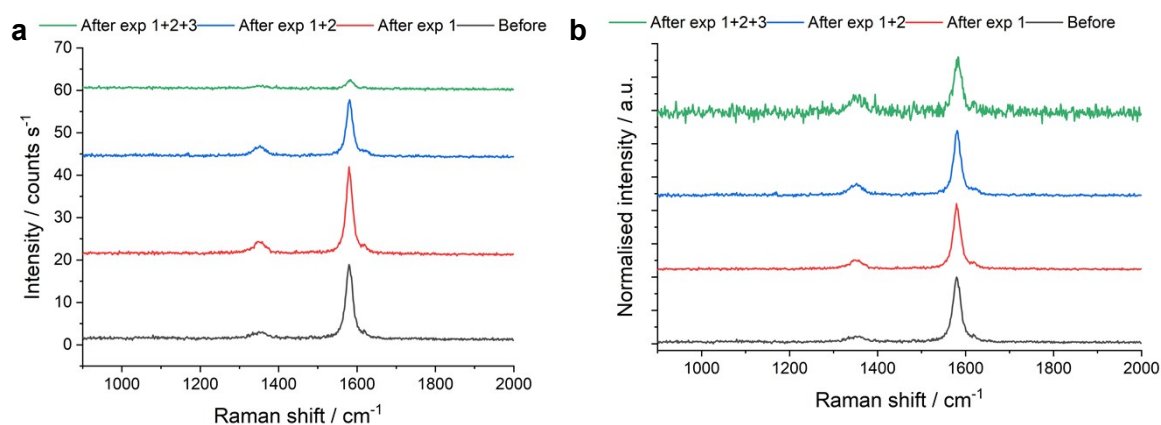 a
After exp 1+2+3 After exp 1+2 After exp 1 Before
70
60
50
40
30
20
10
0
Intensity / counts s⁻¹
1000 1200 1400 1600 1800 2000
Raman shift / cm⁻¹
b
After exp 1+2+3 After exp 1+2 After exp 1 Before
Normalised intensity / a.u.
1000 1200 1400 1600 1800 2000
Raman shift / cm⁻¹